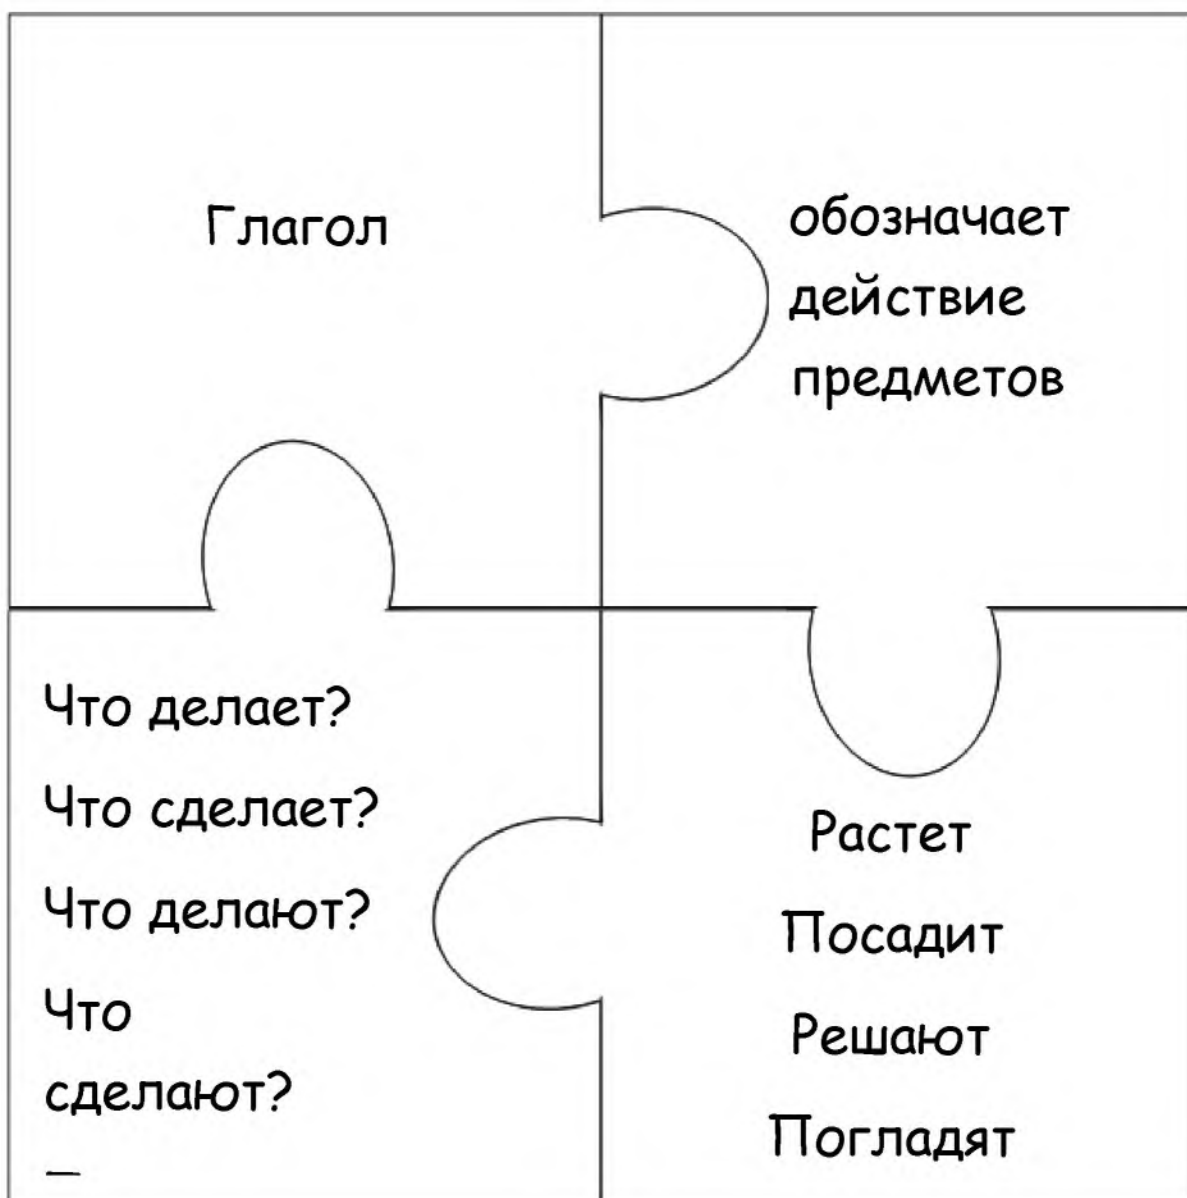 Глагол
обозначает
действие
предметов
Что делает?
Что сделает?
Что делают?
Что
сделают?
Растет
Посадит
Решают
Погладят